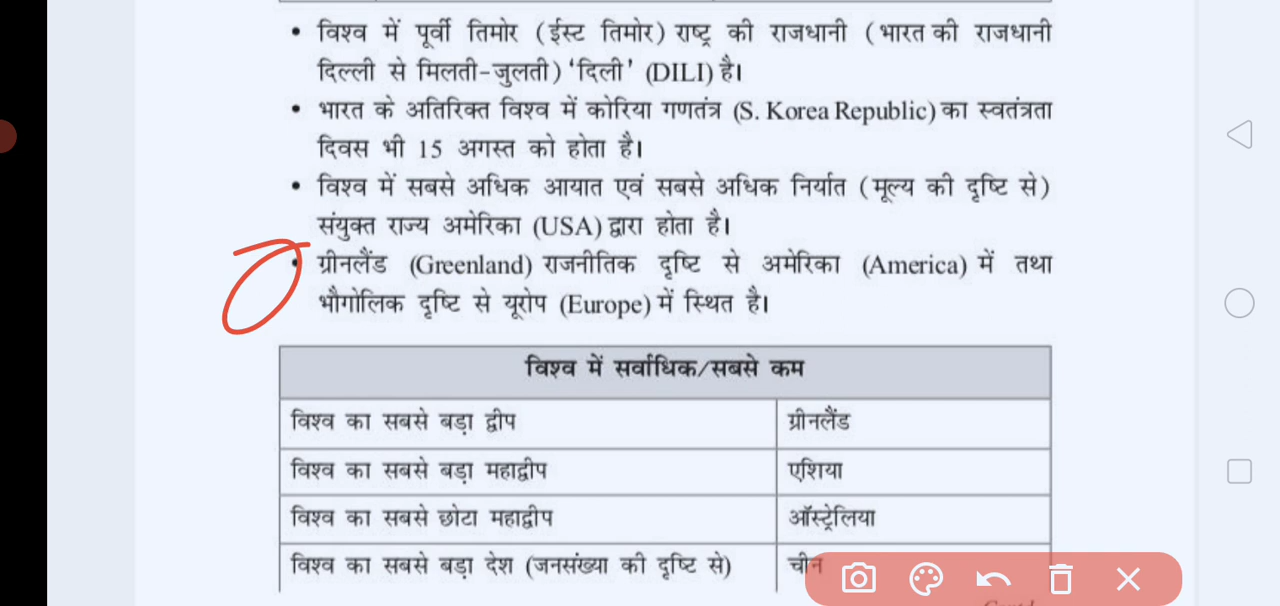 • विश्व में पूर्वी तिमोर (ईस्ट तिमोर) राष्ट्र की राजधानी (भारत की राजधानी
दिल्ली से मिलती-जुलती) 'दिली' (DILI) है।
• भारत के अतिरिक्त विश्व में कोरिया गणतंत्र (S. Korea Republic) का स्वतंत्रता
दिवस भी 15 अगस्त को होता है।
• विश्व में सबसे अधिक आयात एवं सबसे अधिक निर्यात (मूल्य की दृष्टि से)
संयुक्त राज्य अमेरिका (USA) द्वारा होता है।
• ग्रीनलैंड (Greenland) राजनीतिक दृष्टि से अमेरिका (America) में तथा
भौगोलिक दृष्टि से यूरोप (Europe) में स्थित है।
विश्व में सर्वाधिक/सबसे कम
विश्व का सबसे बड़ा द्वीप ग्रीनलैंड
विश्व का सबसे बड़ा महाद्वीप एशिया
विश्व का सबसे छोटा महाद्वीप ऑस्ट्रेलिया
विश्व का सबसे बड़ा देश (जनसंख्या की दृष्टि से) चीन